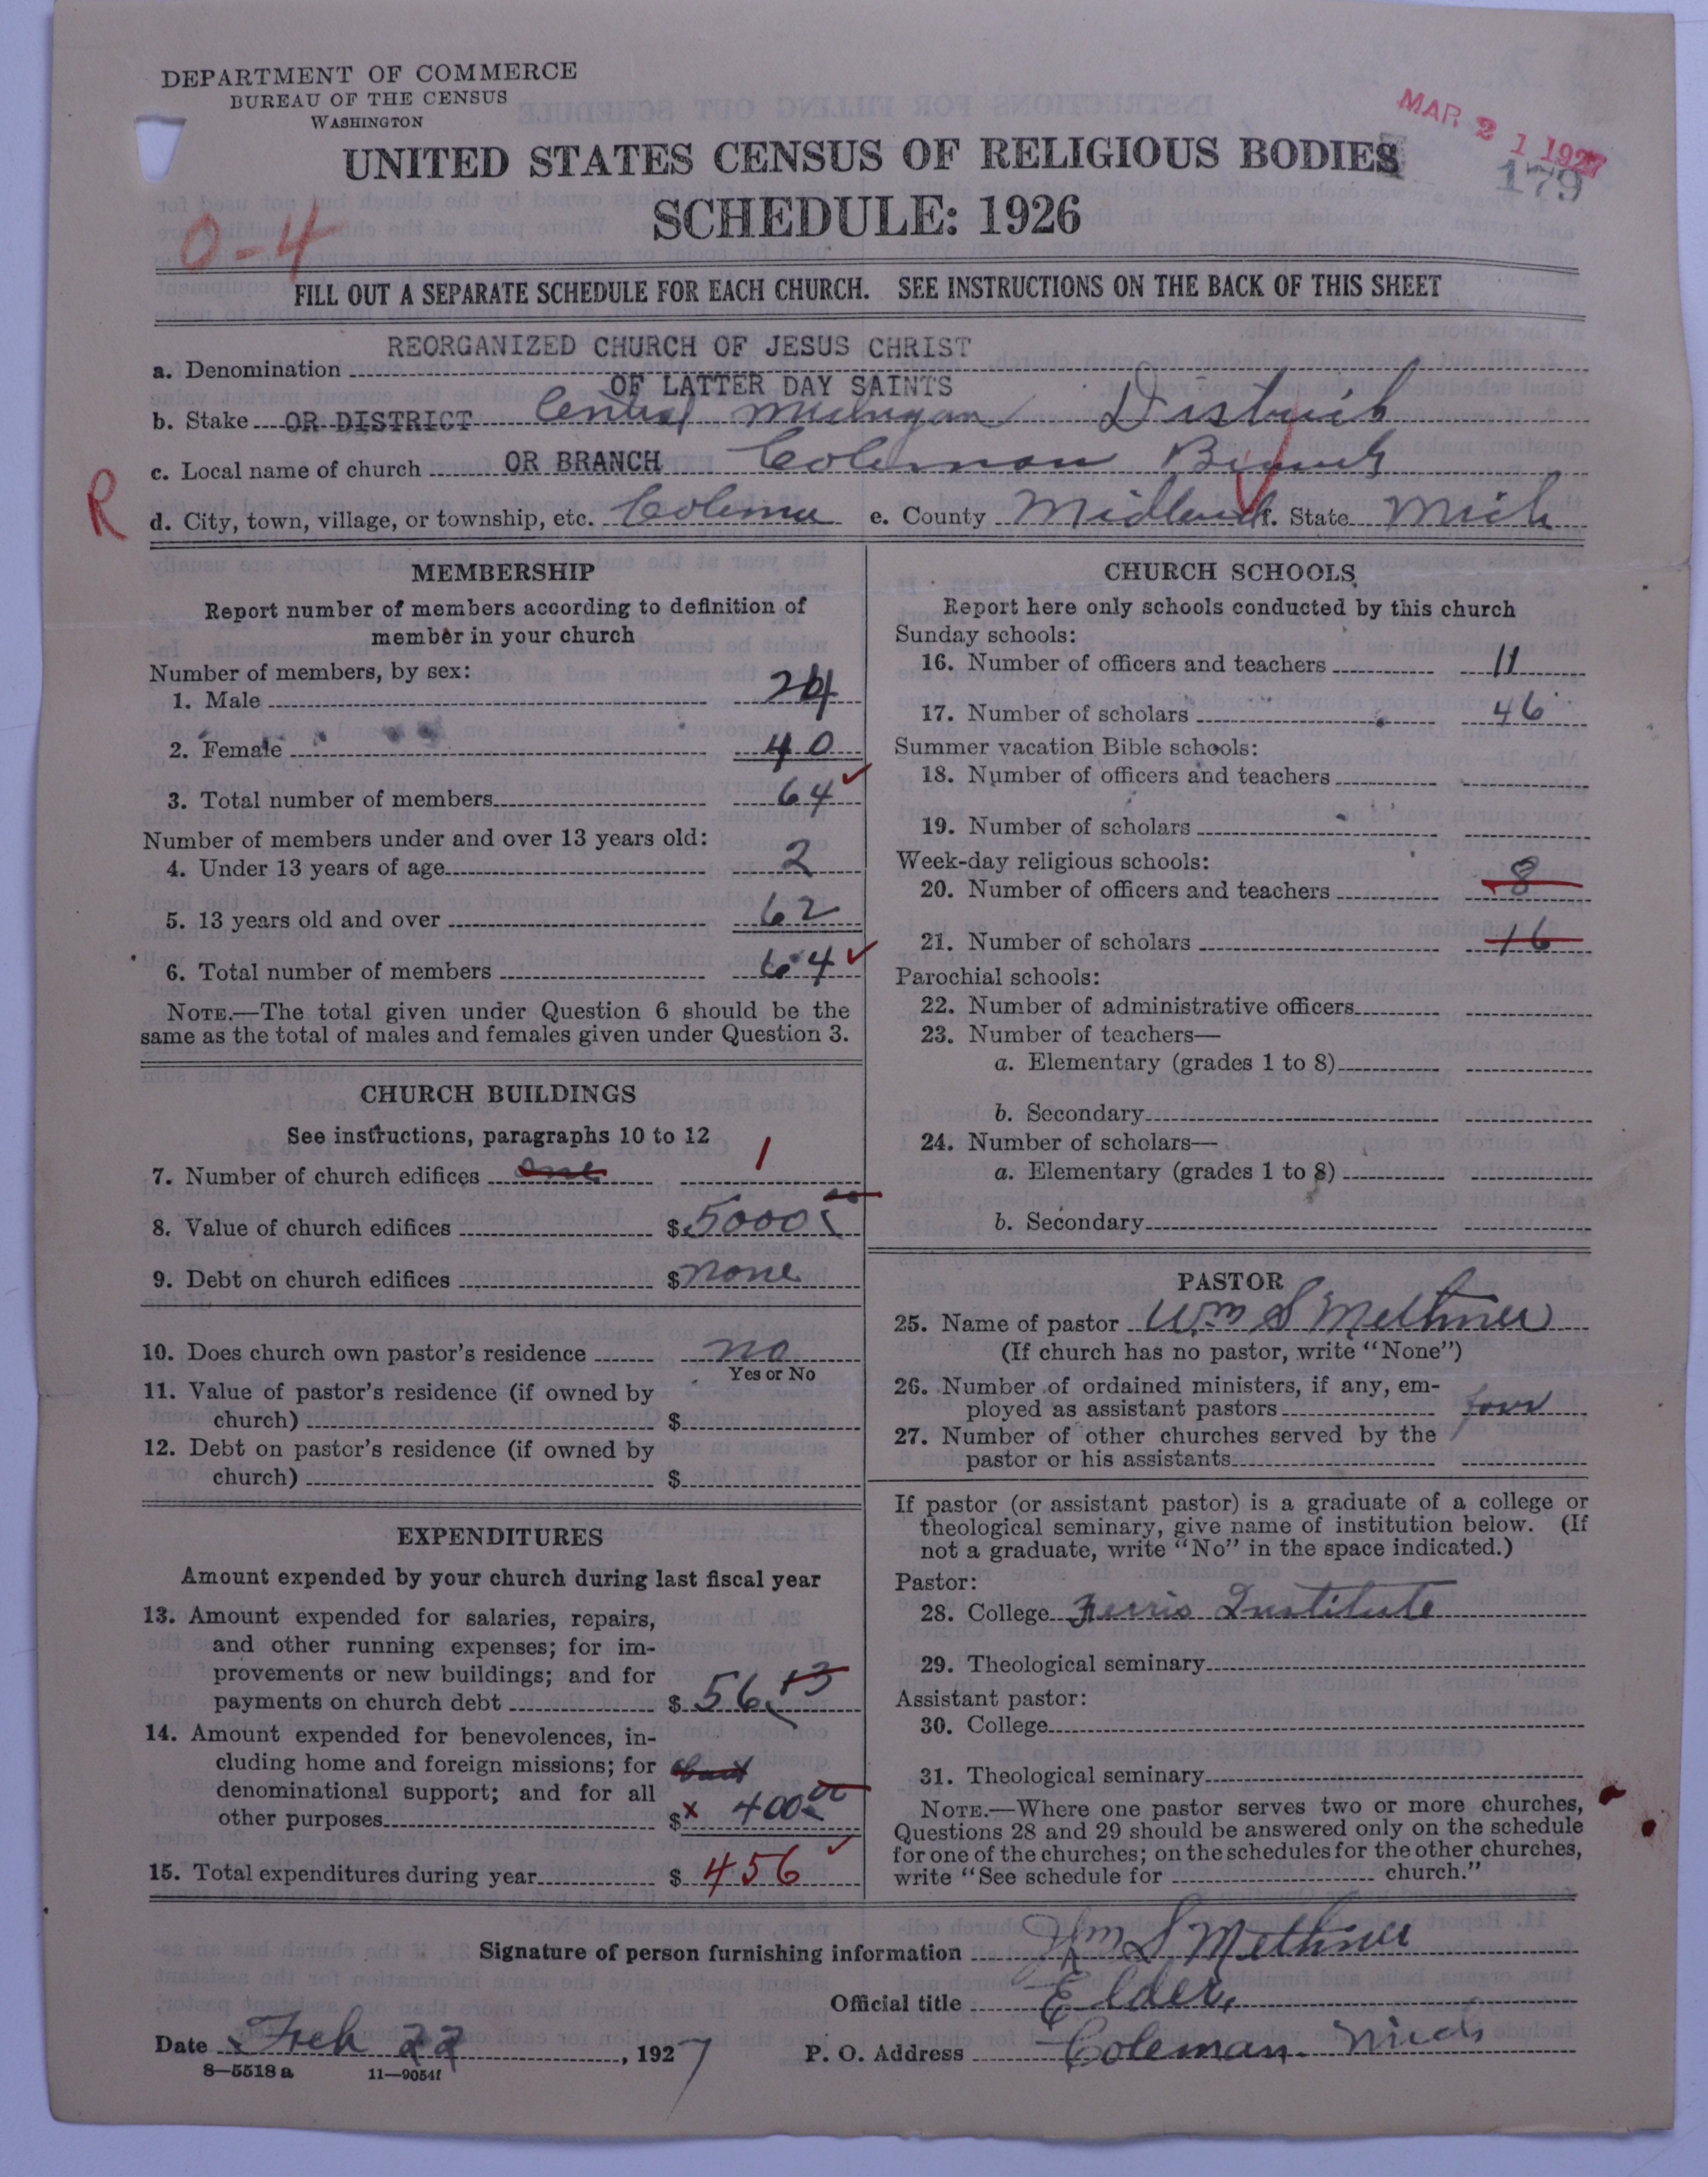 DEPARTMENT OF COMMERCE
BUREAU OF THE CENSUS
WASHINGTON
MAR 21 1927
179
UNITED STATES CENSUS OF RELIGIOUS BODIES
SCHEDULE: 1926
0-4
FILL OUT A SEPARATE SCHEDULE FOR EACH CHURCH. SEE INSTRUCTIONS ON THE BACK OF THIS SHEET
REORGANIZED CHURCH OF JESUS CHRIST
a. Denomination
OF LATTER DAY SAINTS
b. Stake OR DISTRICT Central Michigan District
c. Local name of church OR BRANCH Coleman Branch
R
d. City, town, village, or township, etc. Coleman e. County Midland f. State Mich
MEMBERSHIP
Report number of members according to definition of
member in your church
Number of members, by sex:
1. Male 24
2. Female 40
3. Total number of members 64
Number of members under and over 13 years old:
4. Under 13 years of age 2
5. 13 years old and over 62
6. Total number of members 64
NOTE.—The total given under Question 6 should be the
same as the total of males and females given under Question 3.
CHURCH BUILDINGS
See instructions, paragraphs 10 to 12
7. Number of church edifices one 1
8. Value of church edifices $ 5000 00
9. Debt on church edifices $ none
10. Does church own pastor's residence no
Yes or No
11. Value of pastor's residence (if owned by
church) $
12. Debt on pastor's residence (if owned by
church) $
EXPENDITURES
Amount expended by your church during last fiscal year
13. Amount expended for salaries, repairs,
and other running expenses; for im-
provements or new buildings; and for
payments on church debt $ 56 13
14. Amount expended for benevolences, in-
cluding home and foreign missions; for
denominational support; and for all
other purposes $ x 400 00
15. Total expenditures during year $ 456
CHURCH SCHOOLS
Report here only schools conducted by this church
Sunday schools:
16. Number of officers and teachers 11
17. Number of scholars 46
Summer vacation Bible schools:
18. Number of officers and teachers
19. Number of scholars
Week-day religious schools:
20. Number of officers and teachers 8
21. Number of scholars 16
Parochial schools:
22. Number of administrative officers
23. Number of teachers—
a. Elementary (grades 1 to 8)
b. Secondary
24. Number of scholars—
a. Elementary (grades 1 to 8)
b. Secondary
PASTOR
25. Name of pastor Wm S Methner
(If church has no pastor, write "None")
26. Number of ordained ministers, if any, em-
ployed as assistant pastors four
27. Number of other churches served by the
pastor or his assistants
If pastor (or assistant pastor) is a graduate of a college or
theological seminary, give name of institution below. (If
not a graduate, write "No" in the space indicated.)
Pastor:
28. College Ferris Institute
29. Theological seminary
Assistant pastor:
30. College
31. Theological seminary
NOTE.—Where one pastor serves two or more churches,
Questions 28 and 29 should be answered only on the schedule
for one of the churches; on the schedules for the other churches,
write "See schedule for church."
Signature of person furnishing information Wm S Methner
Official title Elder.
Date Feb 22, 1927 P. O. Address Coleman. Mich
8—5518a 11—9054f